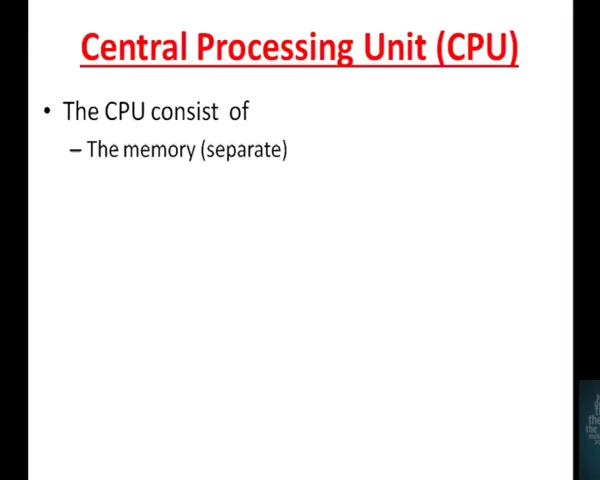 Central Processing Unit (CPU)
• The CPU consist of
– The memory (separate)